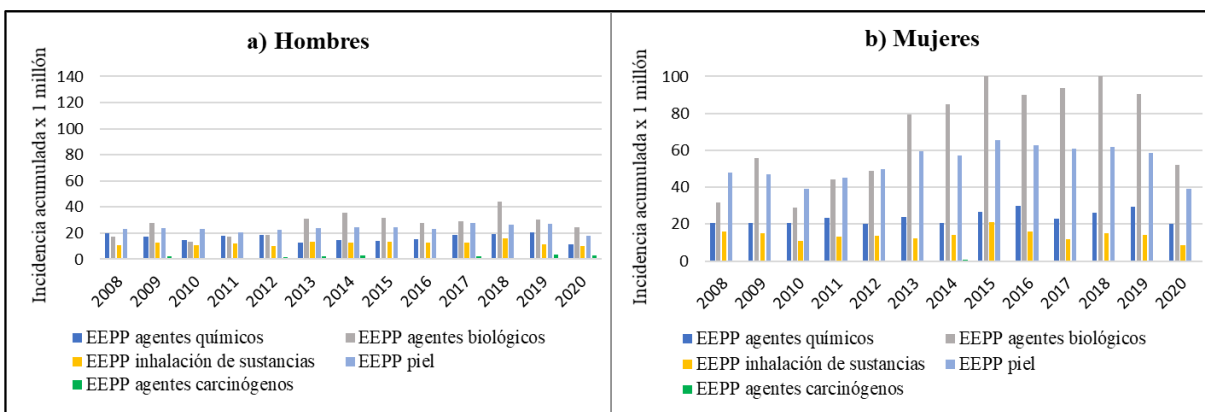 a) Hombres
Incidencia acumulada x 1 millón
140
120
100
80
60
40
20
0
2008
2009
2010
2011
2012
2013
2014
2015
2016
2017
2018
2019
2020
EEPP agentes químicos
EEPP agentes biológicos
EEPP inhalación de sustancias
EEPP piel
EEPP agentes carcinógenos
b) Mujeres
Incidencia acumulada x 1 millón
100
80
60
40
20
0
2008
2009
2010
2011
2012
2013
2014
2015
2016
2017
2018
2019
2020
EEPP agentes químicos
EEPP agentes biológicos
EEPP inhalación de sustancias
EEPP piel
EEPP agentes carcinógenos